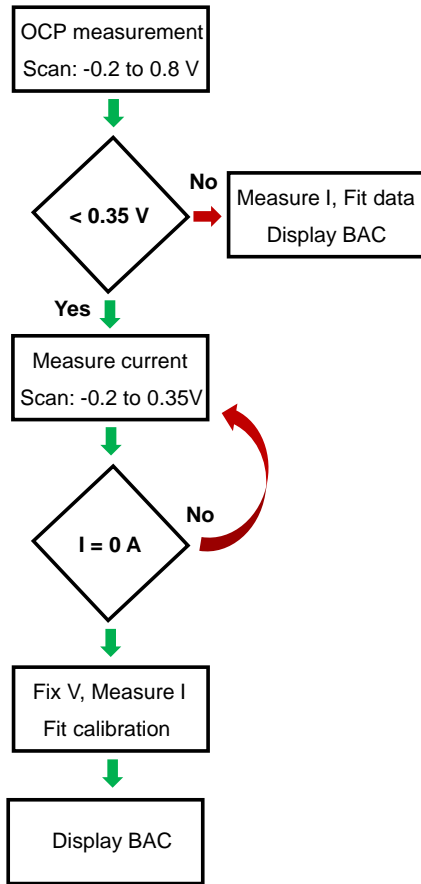 OCP measurement
Scan: -0.2 to 0.8 V
< 0.35 V
No
Measure I, Fit data
Display BAC
Yes
Measure current
Scan: -0.2 to 0.35V
I = 0 A
No
Fix V, Measure I
Fit calibration
Display BAC